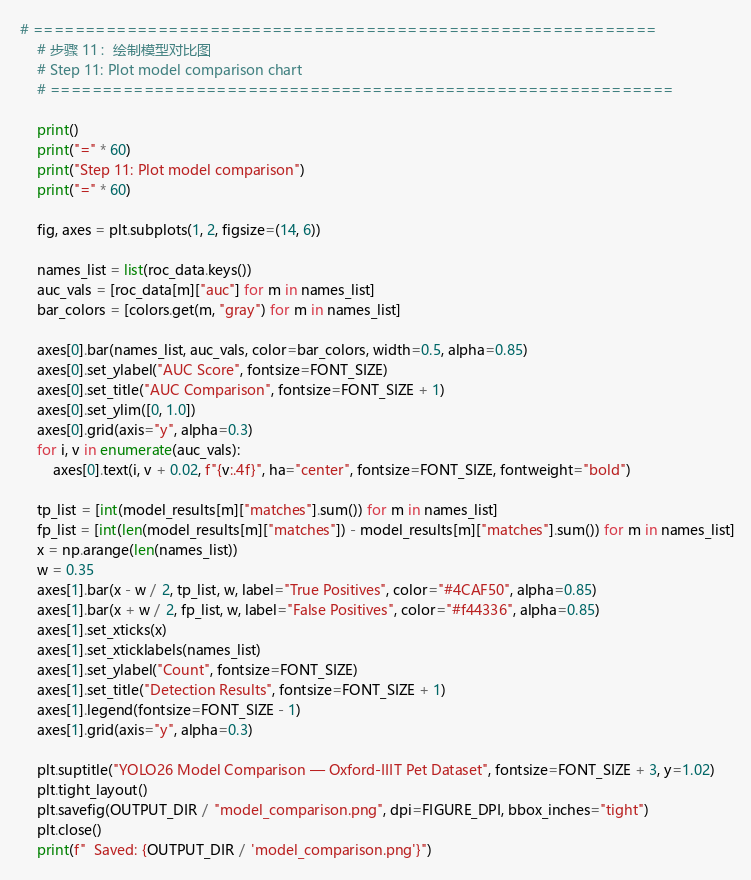 # ============================================================
# 步骤 11：绘制模型对比图
# Step 11: Plot model comparison chart
# ============================================================
print()
print("=" * 60)
print("Step 11: Plot model comparison")
print("=" * 60)
fig, axes = plt.subplots(1, 2, figsize=(14, 6))
names_list = list(roc_data.keys())
auc_vals = [roc_data[m]["auc"] for m in names_list]
bar_colors = [colors.get(m, "gray") for m in names_list]
axes[0].bar(names_list, auc_vals, color=bar_colors, width=0.5, alpha=0.85)
axes[0].set_ylabel("AUC Score", fontsize=FONT_SIZE)
axes[0].set_title("AUC Comparison", fontsize=FONT_SIZE + 1)
axes[0].set_ylim([0, 1.0])
axes[0].grid(axis="y", alpha=0.3)
for i, v in enumerate(auc_vals):
axes[0].text(i, v + 0.02, f"{v:.4f}", ha="center", fontsize=FONT_SIZE, fontweight="bold")
tp_list = [int(model_results[m]["matches"].sum()) for m in names_list]
fp_list = [int(len(model_results[m]["matches"]) - model_results[m]["matches"].sum()) for m in names_list]
x = np.arange(len(names_list))
w = 0.35
axes[1].bar(x - w / 2, tp_list, w, label="True Positives", color="#4CAF50", alpha=0.85)
axes[1].bar(x + w / 2, fp_list, w, label="False Positives", color="#f44336", alpha=0.85)
axes[1].set_xticks(x)
axes[1].set_xticklabels(names_list)
axes[1].set_ylabel("Count", fontsize=FONT_SIZE)
axes[1].set_title("Detection Results", fontsize=FONT_SIZE + 1)
axes[1].legend(fontsize=FONT_SIZE - 1)
axes[1].grid(axis="y", alpha=0.3)
plt.suptitle("YOLO26 Model Comparison — Oxford-IIIT Pet Dataset", fontsize=FONT_SIZE + 3, y=1.02)
plt.tight_layout()
plt.savefig(OUTPUT_DIR / "model_comparison.png", dpi=FIGURE_DPI, bbox_inches="tight")
plt.close()
print(f"  Saved: {OUTPUT_DIR / 'model_comparison.png'}")